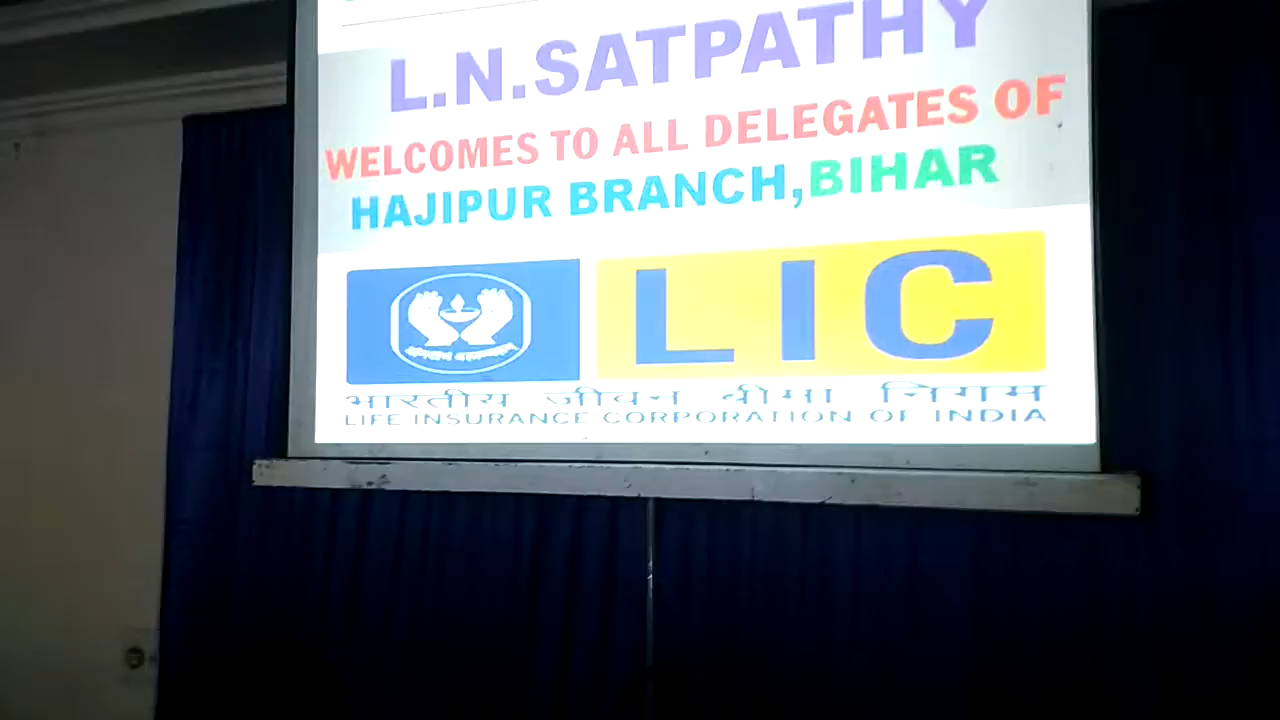 L.N.SATPATHY
WELCOMES TO ALL DELEGATES OF
HAJIPUR BRANCH,BIHAR
LIC
भारतीय जीवन बीमा निगम
LIFE INSURANCE CORPORATION OF INDIA